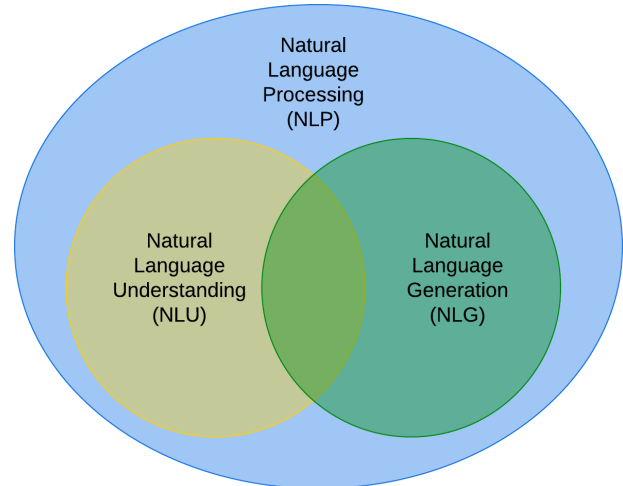 Natural
Language
Processing
(NLP)
Natural
Language
Understanding
(NLU)
Natural
Language
Generation
(NLG)